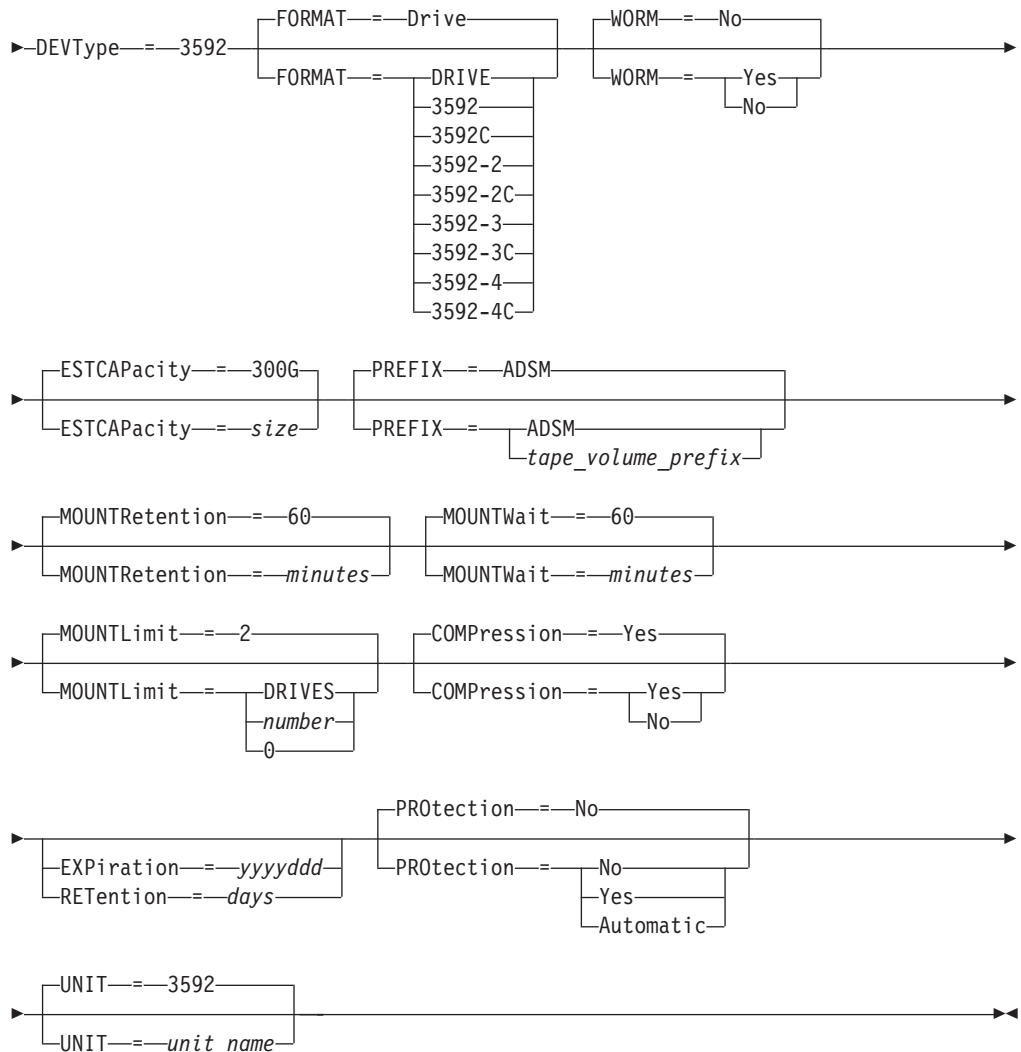 FORMAT = Drive WORM = No
DEVType = 3592
FORMAT = DRIVE WORM = Yes
3592 No
3592C
3592-2
3592-2C
3592-3
3592-3C
3592-4
3592-4C
ESTCAPacity = 300G PREFIX = ADSM
ESTCAPacity = size PREFIX = ADSM
tape_volume_prefix
MOUNTRetention = 60 MOUNTWait = 60
MOUNTRetention = minutes MOUNTWait = minutes
MOUNTLimit = 2 COMPression = Yes
MOUNTLimit = DRIVES COMPression = Yes
number No
0
PROtection = No
EXPiration = yyyyddd PROtection = No
RETention = days Yes
Automatic
UNIT = 3592
UNIT = unit name